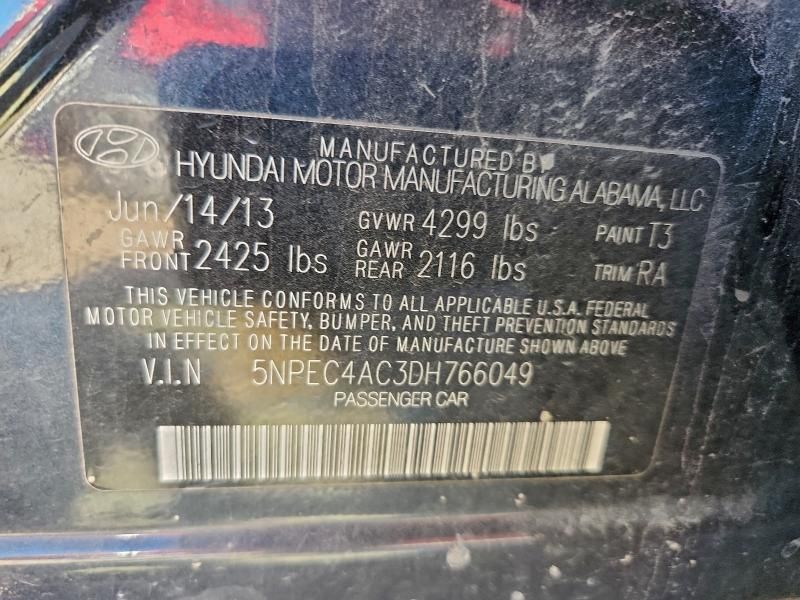 MANUFACTURED BY
HYUNDAI MOTOR MANUFACTURING ALABAMA, LLC
Jun/14/13 GVWR 4299 lbs PAINT T3
GAWR FRONT 2425 lbs GAWR REAR 2116 lbs TRIM RA
THIS VEHICLE CONFORMS TO ALL APPLICABLE U.S.A. FEDERAL
MOTOR VEHICLE SAFETY, BUMPER, AND THEFT PREVENTION STANDARDS
IN EFFECT ON THE DATE OF MANUFACTURE SHOWN ABOVE
V.I.N 5NPEC4AC3DH766049
PASSENGER CAR